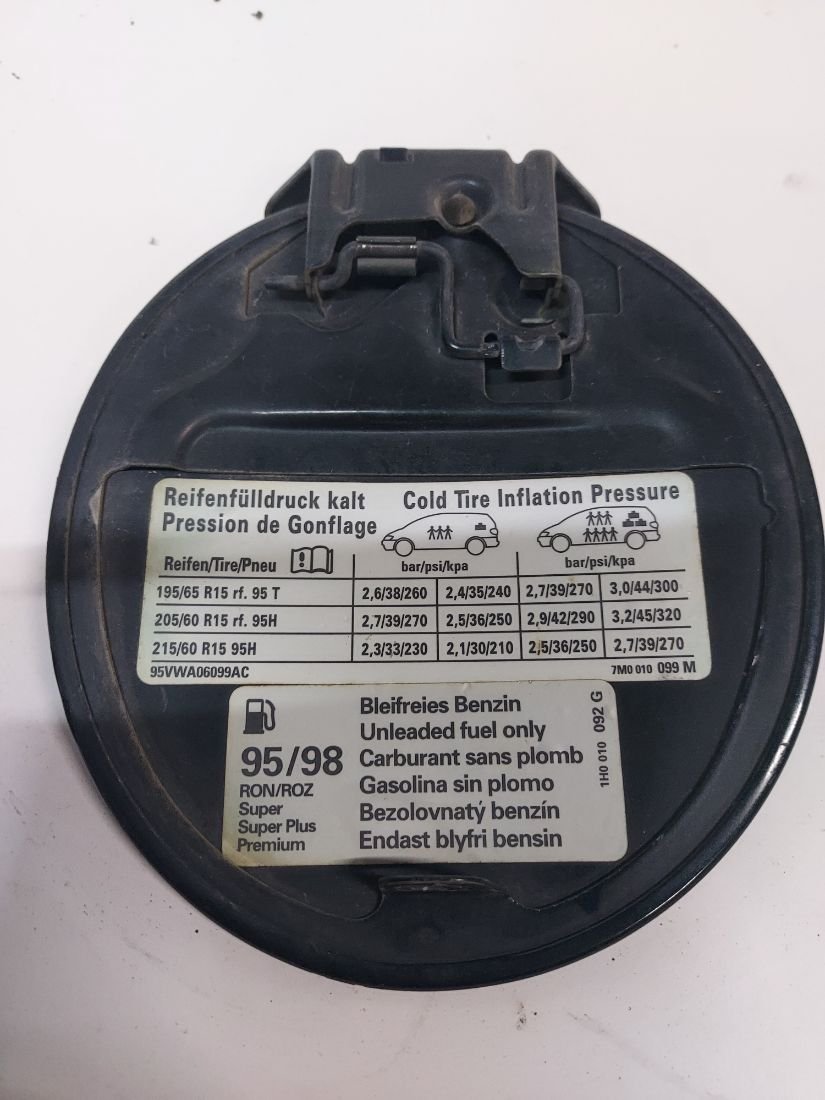 Reifenfülldruck kalt Cold Tire Inflation Pressure
Pression de Gonflage
Reifen/Tire/Pneu bar/psi/kpa bar/psi/kpa
195/65 R15 rf. 95 T 2,6/38/260 2,4/35/240 2,7/39/270 3,0/44/300
205/60 R15 rf. 95H 2,7/39/270 2,5/36/250 2,9/42/290 3,2/45/320
215/60 R15 95H 2,3/33/230 2,1/30/210 2,5/36/250 2,7/39/270
95VWA06099AC 7M0 010 099 M
95/98
RON/ROZ
Super
Super Plus
Premium
Bleifreies Benzin
Unleaded fuel only
Carburant sans plomb
Gasolina sin plomo
Bezolovnatý benzín
Endast blyfri bensin
1H0 010 092 G